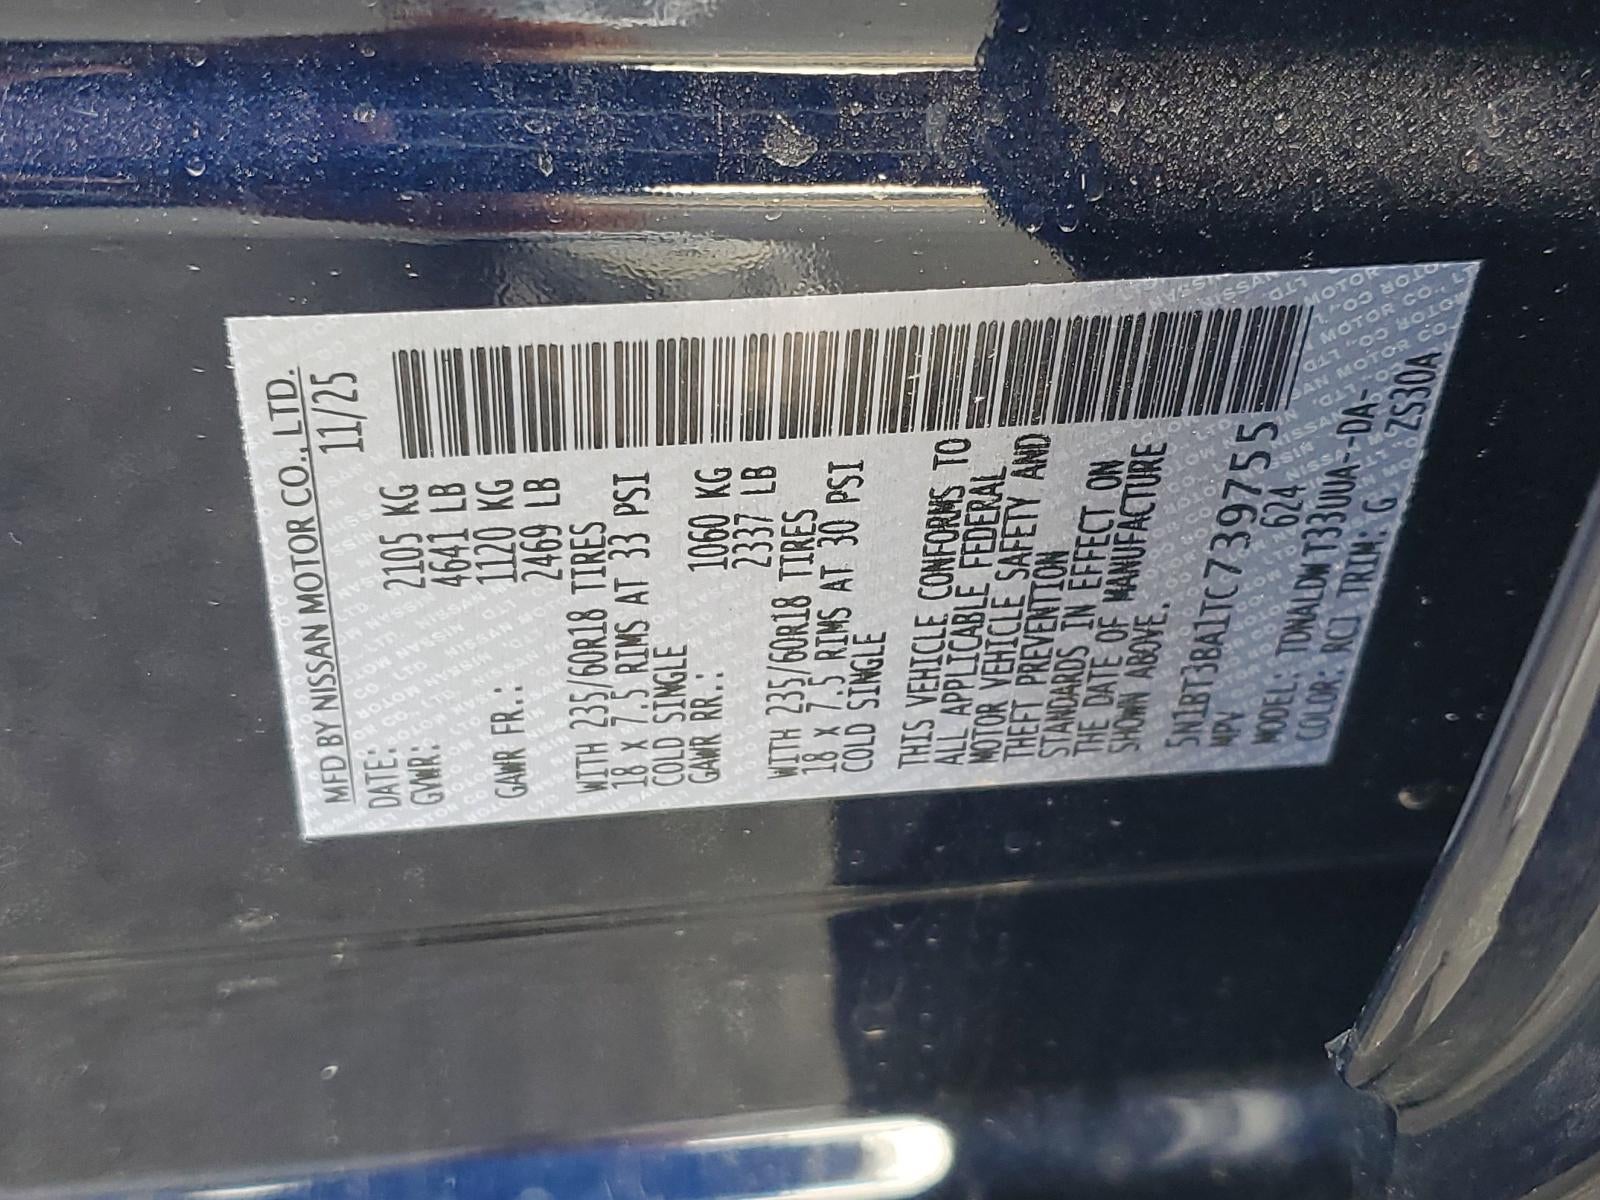 MFD BY NISSAN MOTOR CO., LTD.
DATE: 11/25
GVWR: 2105 KG
4641 LB
GAWR FR.: 1120 KG
2469 LB
WITH 235/60R18 TIRES
18 X 7.5 RIMS AT 33 PSI
COLD SINGLE
GAWR RR.: 1060 KG
2337 LB
WITH 235/60R18 TIRES
18 X 7.5 RIMS AT 30 PSI
COLD SINGLE
THIS VEHICLE CONFORMS TO
ALL APPLICABLE FEDERAL
MOTOR VEHICLE SAFETY AND
THEFT PREVENTION
STANDARDS IN EFFECT ON
THE DATE OF MANUFACTURE
SHOWN ABOVE.
5N1BT3BA1TC739755
MPV 624
MODEL: TDNALDW T33UUA--DA-
COLOR: RCJ TRIM: G ZS30A